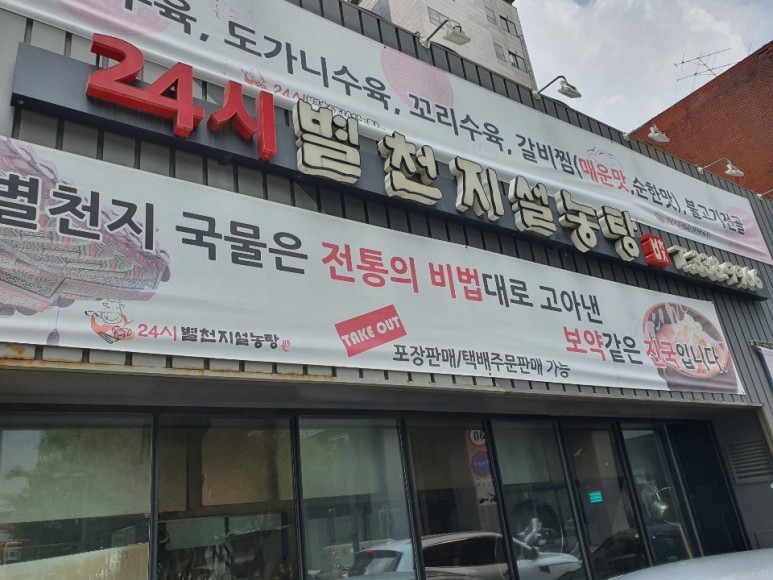 수육, 도가니수육, 꼬리수육, 갈비찜(매운맛,순한맛), 불고기전골
24시 별천지설농탕
별천지 국물은 전통의 비법대로 고아낸
보약같은 진국입니다.
TAKE OUT
포장판매/택배주문판매 가능
24시 별천지설농탕